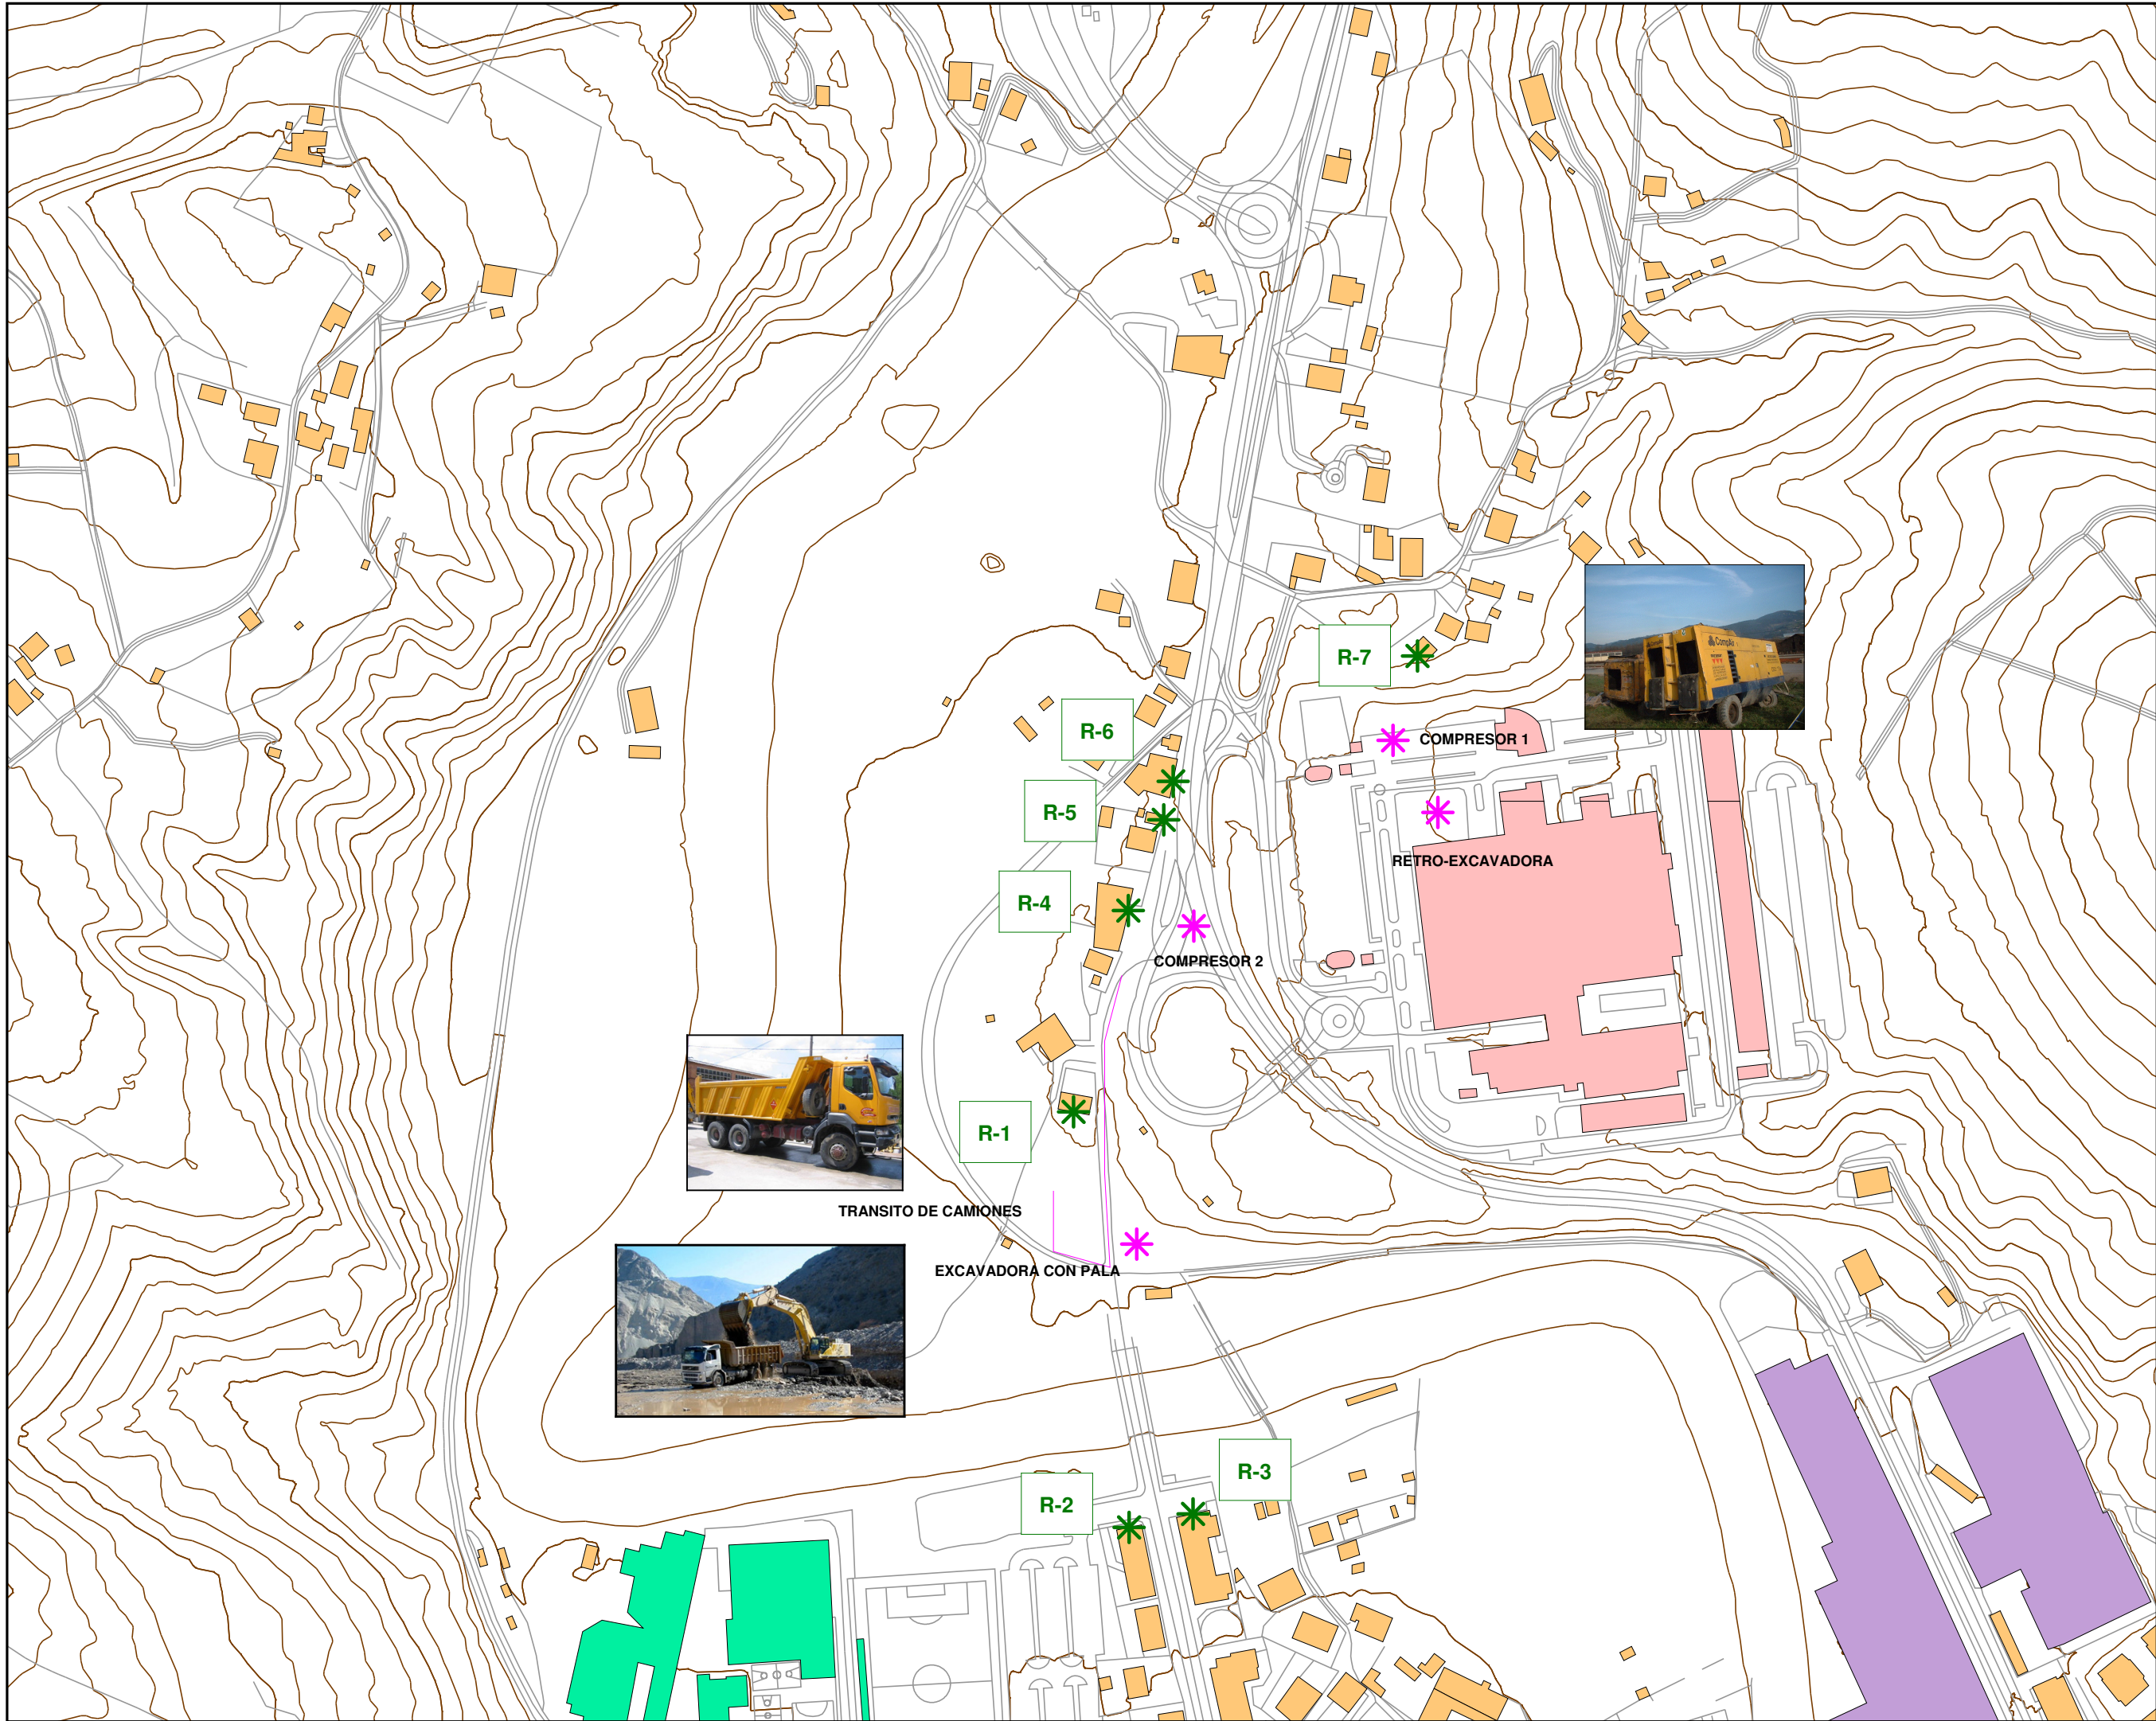 R-7
R-6
COMPRESOR 1
R-5
RETRO-EXCAVADORA
R-4
COMPRESOR 2
R-1
TRANSITO DE CAMIONES
EXCAVADORA CON PALA
R-3
R-2
CompAir